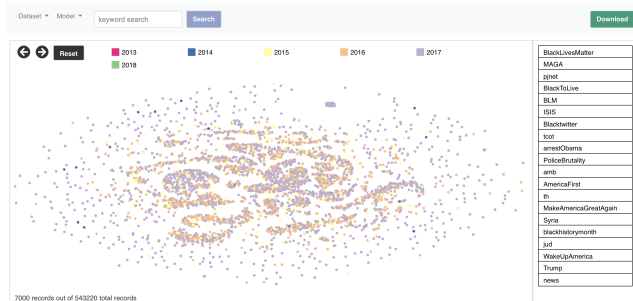 Dataset Model keyword search Search Download
Reset 2013 2014 2015 2016 2017
2018
BlackLivesMatter
MAGA
pjnet
BlackToLive
BLM
ISIS
Blacktwitter
tcot
arrestObama
PoliceBrutality
amb
AmericaFirst
th
MakeAmericaGreatAgain
Syria
blackhistorymonth
jud
WakeUpAmerica
Trump
news
7000 records out of 543220 total records